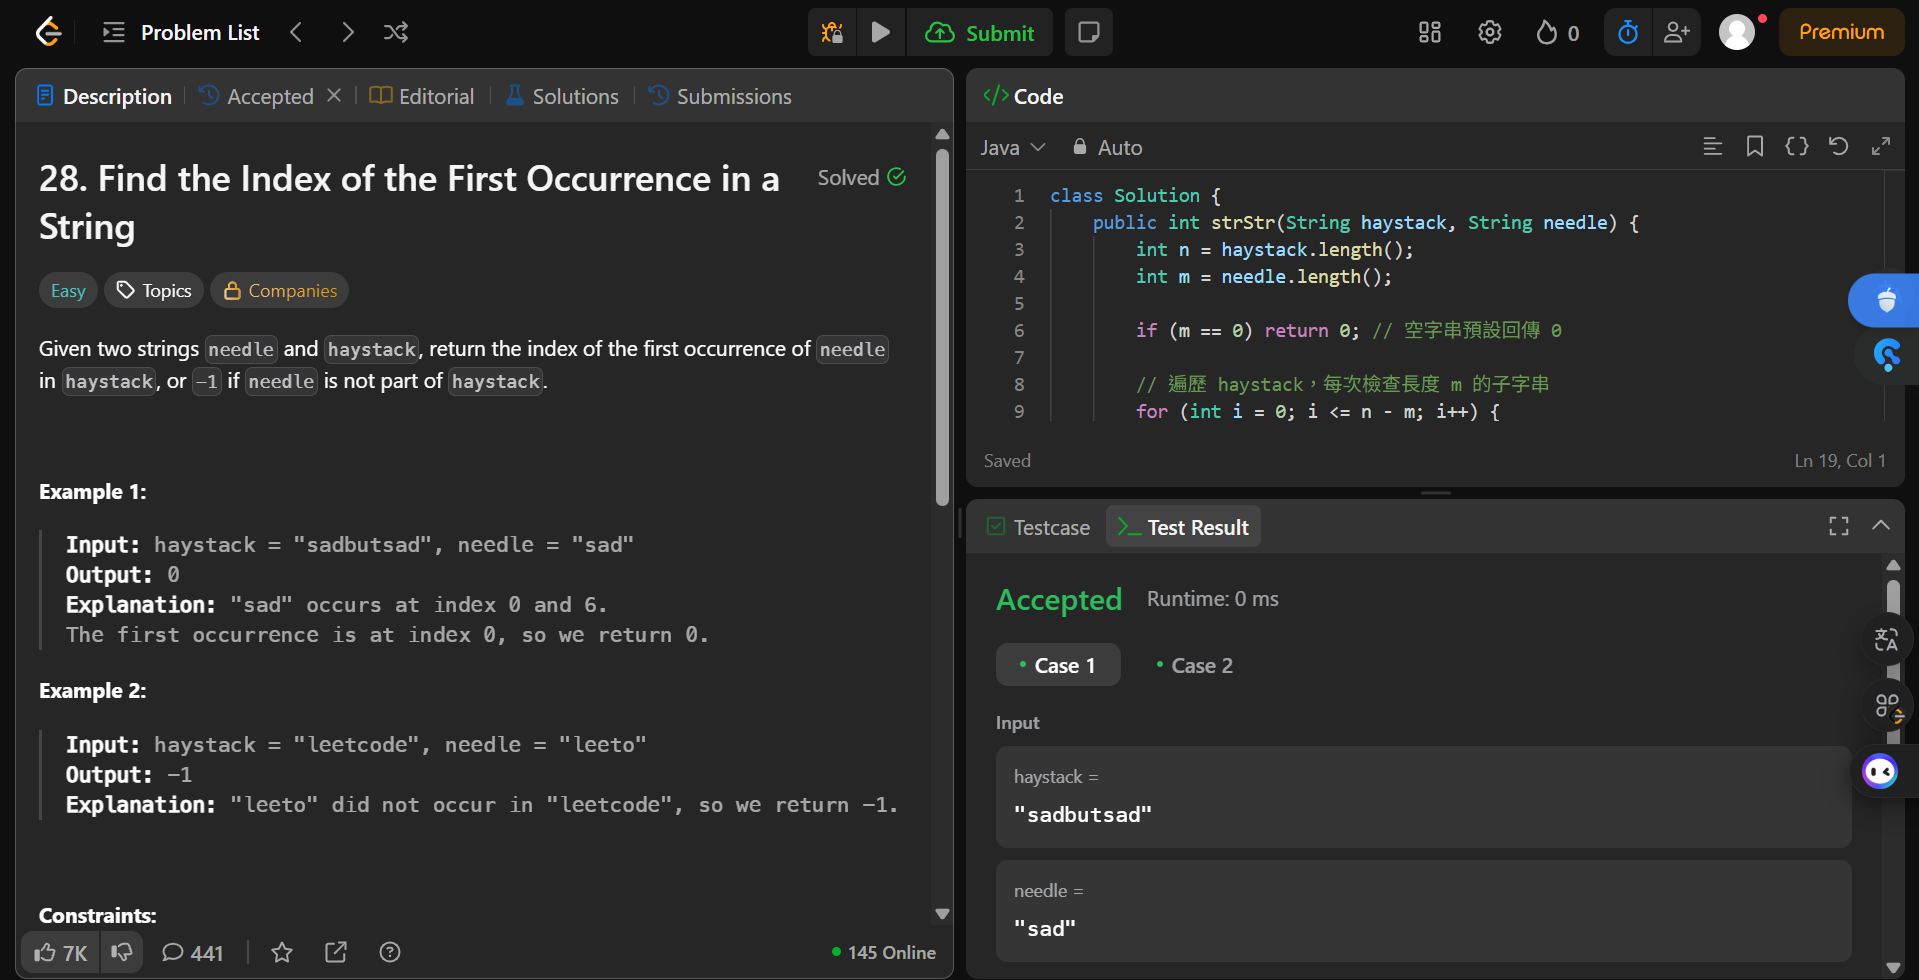 Problem List
Submit
0
Premium
Description
Accepted
Editorial
Solutions
Submissions
28. Find the Index of the First Occurrence in a
String
Solved
Easy
Topics
Companies
Given two strings needle and haystack, return the index of the first occurrence of needle
in haystack, or -1 if needle is not part of haystack.
Example 1:
Input: haystack = "sadbutsad", needle = "sad"
Output: 0
Explanation: "sad" occurs at index 0 and 6.
The first occurrence is at index 0, so we return 0.
Example 2:
Input: haystack = "leetcode", needle = "leeto"
Output: -1
Explanation: "leeto" did not occur in "leetcode", so we return -1.
Constraints:
7K
441
145 Online
</> Code
Java
Auto
1 class Solution {
2 public int strStr(String haystack, String needle) {
3 int n = haystack.length();
4 int m = needle.length();
5
6 if (m == 0) return 0; // 空字串預設回傳 0
7
8 // 遍歷 haystack，每次檢查長度 m 的子字串
9 for (int i = 0; i <= n - m; i++) {
Saved
Ln 19, Col 1
Testcase
>_ Test Result
Accepted
Runtime: 0 ms
Case 1
Case 2
Input
haystack =
"sadbutsad"
needle =
"sad"